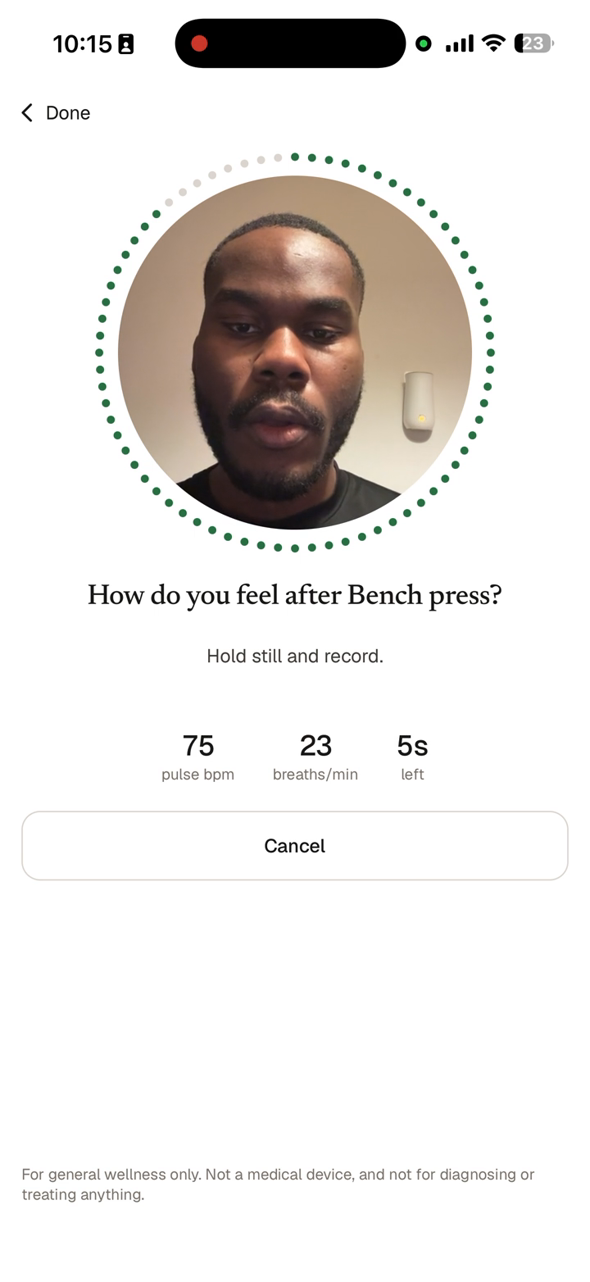 10:15
23
Done
How do you feel after Bench press?
Hold still and record.
75 23 5s
pulse bpm breaths/min left
Cancel
For general wellness only. Not a medical device, and not for diagnosing or
treating anything.